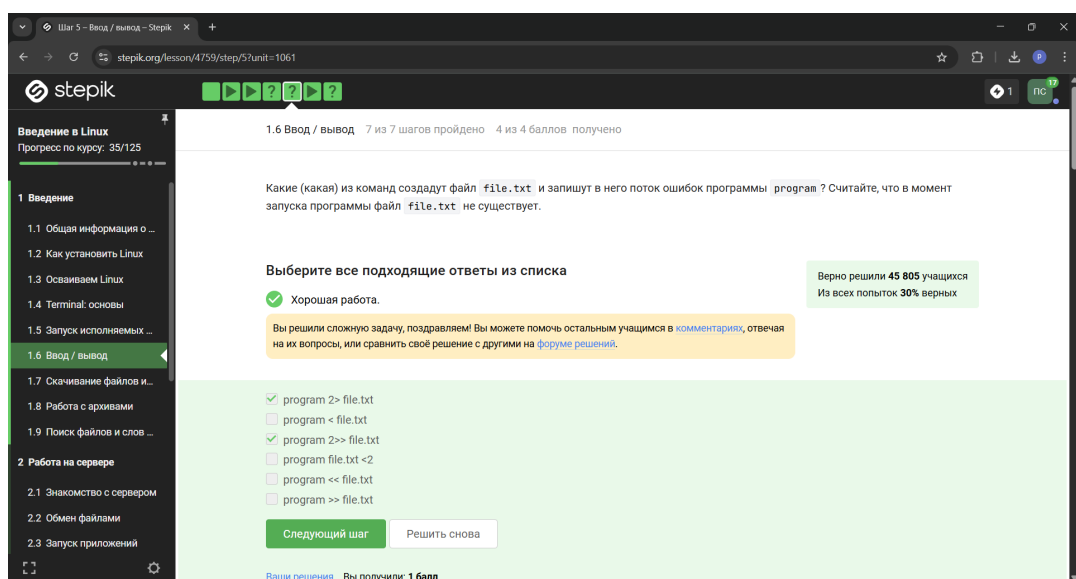 Шаг 5 – Ввод / вывод – Stepik
stepik.org/lesson/4759/step/5?unit=1061
stepik
1
ПС
17
Введение в Linux
Прогресс по курсу: 35/125
1 Введение
1.1 Общая информация о ...
1.2 Как установить Linux
1.3 Осваиваем Linux
1.4 Terminal: основы
1.5 Запуск исполняемых ...
1.6 Ввод / вывод
1.7 Скачивание файлов и...
1.8 Работа с архивами
1.9 Поиск файлов и слов ...
2 Работа на сервере
2.1 Знакомство с сервером
2.2 Обмен файлами
2.3 Запуск приложений
1.6 Ввод / вывод 7 из 7 шагов пройдено 4 из 4 баллов получено
Какие (какая) из команд создадут файл file.txt и запишут в него поток ошибок программы program ? Считайте, что в момент
запуска программы файл file.txt не существует.
Выберите все подходящие ответы из списка
Верно решили 45 805 учащихся
Из всех попыток 30% верных
Хорошая работа.
Вы решили сложную задачу, поздравляем! Вы можете помочь остальным учащимся в комментариях, отвечая
на их вопросы, или сравнить своё решение с другими на форуме решений.
program 2> file.txt
program < file.txt
program 2>> file.txt
program file.txt <2
program << file.txt
program >> file.txt
Следующий шаг
Решить снова
Ваши решения Вы получили: 1 балл